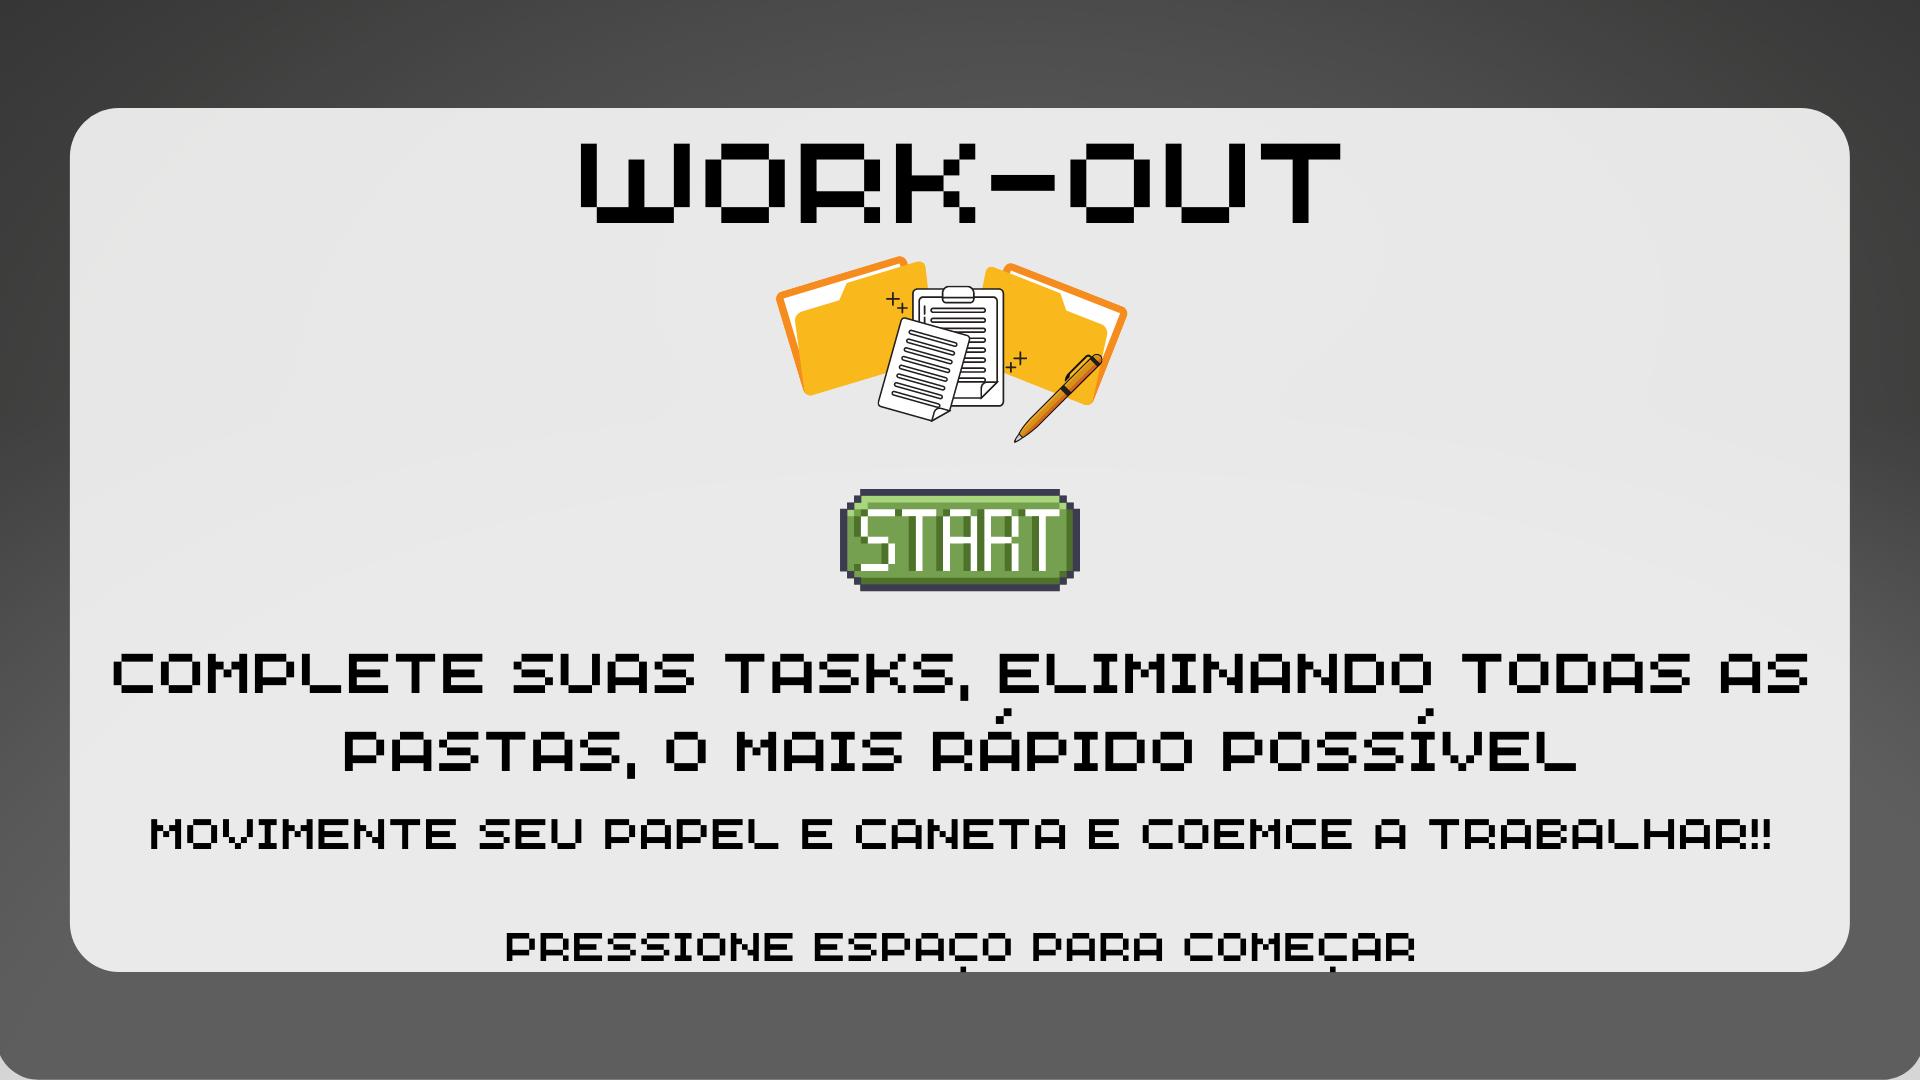 WORK-OUT
START
COMPLETE SUAS TASKS, ELIMINANDO TODAS AS
PASTAS, O MAIS RÁPIDO POSSÍVEL
MOVIMENTE SEU PAPEL E CANETA E COEMCE A TRABALHAR!!
PRESSIONE ESPAÇO PARA COMEÇAR